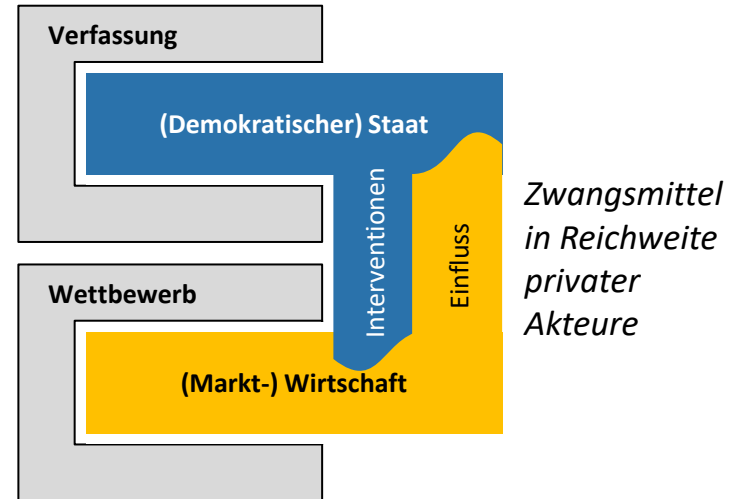 Verfassung
(Demokratischer) Staat
Interventionen
Einfluss
Zwangsmittel
in Reichweite
privater
Akteure
Wettbewerb
(Markt-) Wirtschaft